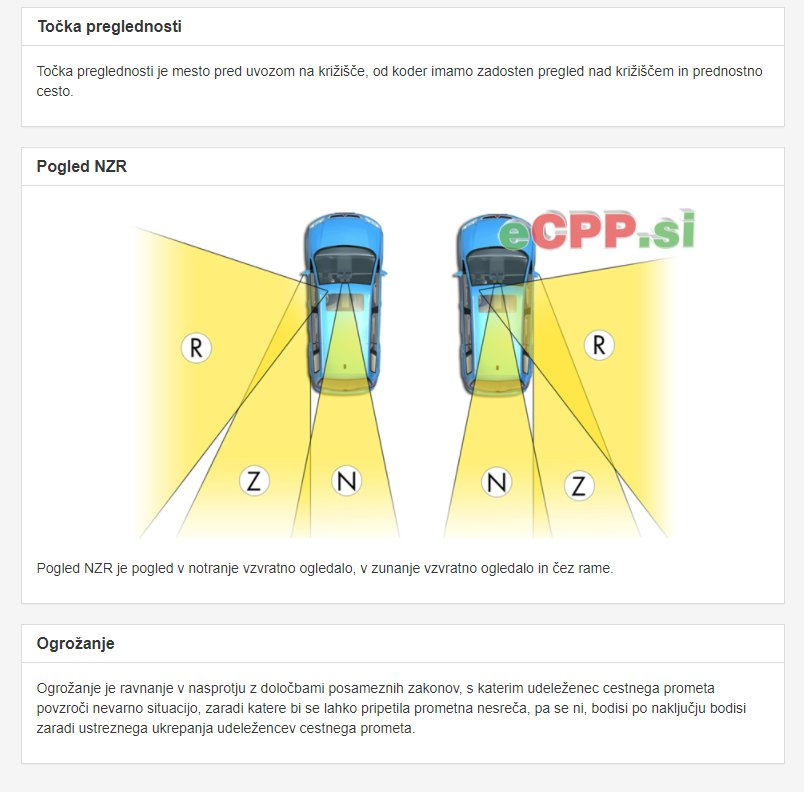 Točka preglednosti
Točka preglednosti je mesto pred uvozom na križišče, od koder imamo zadosten pregled nad križiščem in prednostno
cesto.
Pogled NZR
eCPP.si
R
R
Z
N
N
Z
Pogled NZR je pogled v notranje vzvratno ogledalo, v zunanje vzvratno ogledalo in čez rame.
Ogrožanje
Ogrožanje je ravnanje v nasprotju z določbami posameznih zakonov, s katerim udeleženec cestnega prometa
povzroči nevarno situacijo, zaradi katere bi se lahko pripetila prometna nesreča, pa se ni, bodisi po naključju bodisi
zaradi ustreznega ukrepanja udeležencev cestnega prometa.